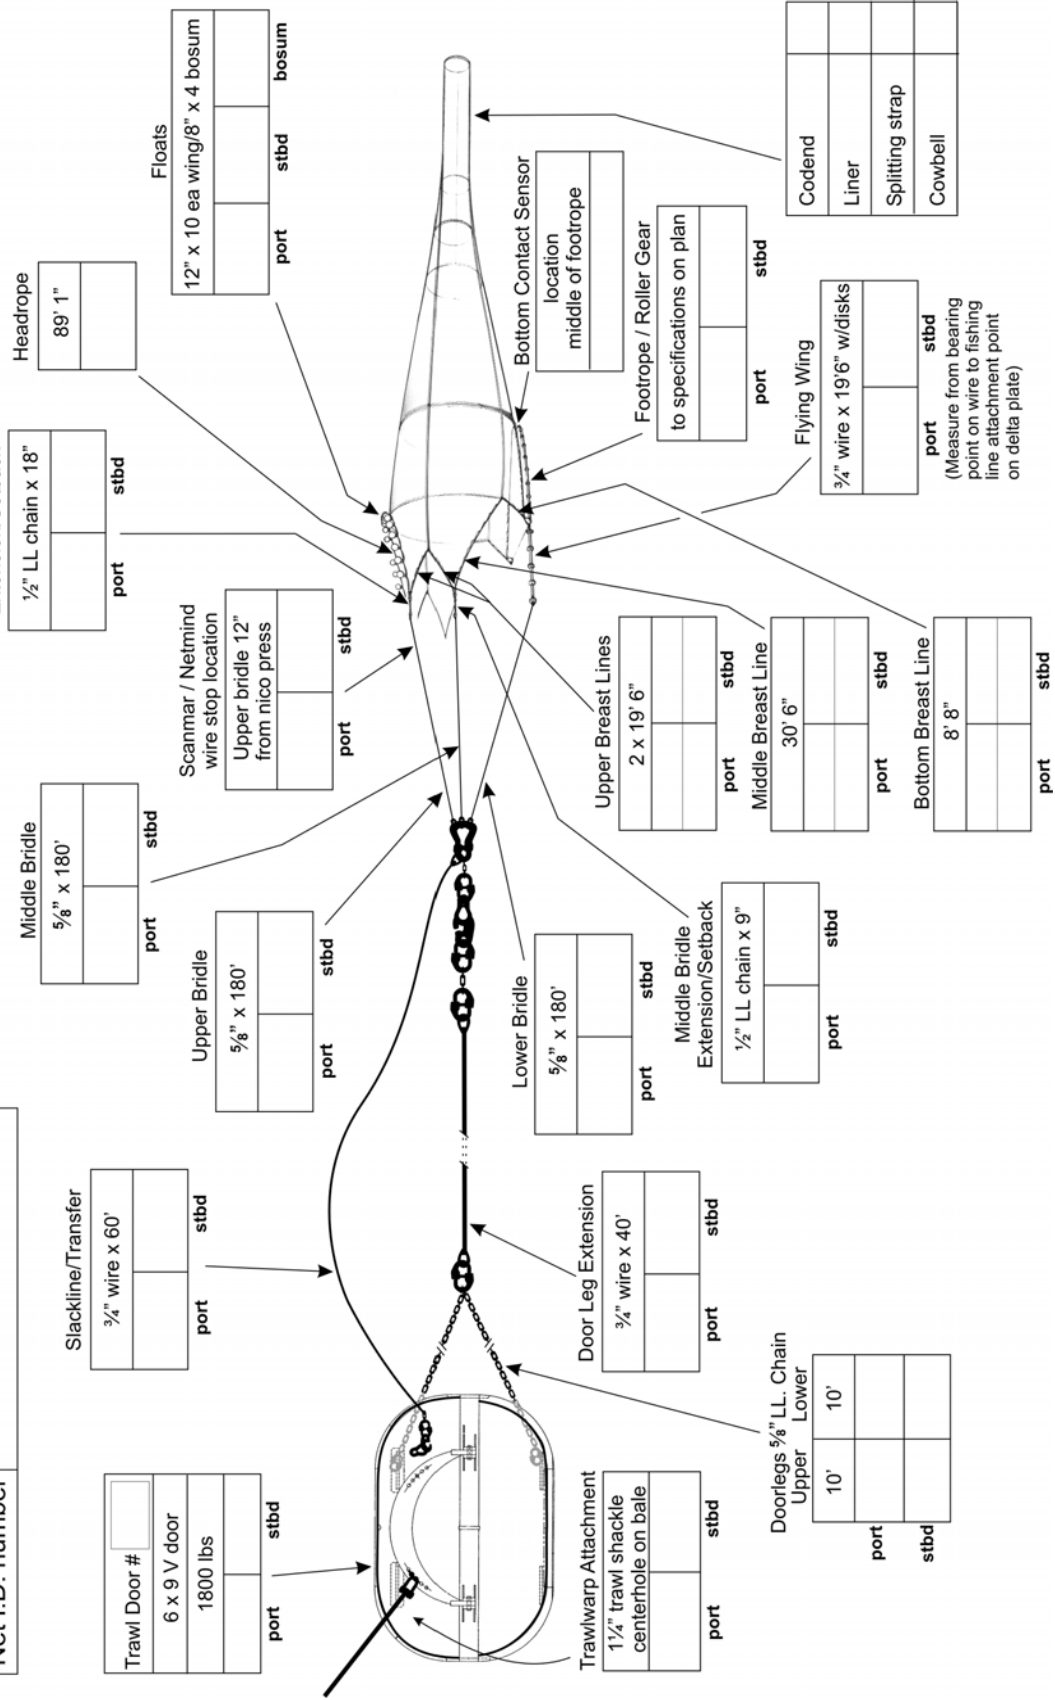 Net I.D. number
Trawl Door #
6 x 9 V door
1800 lbs
port stbd
Slackline/Transfer
¾" wire x 60'
port stbd
Middle Bridle
⅝" x 180'
port stbd
Upper Bridle
⅝" x 180'
port stbd
Scanmar / Netmind
wire stop location
Upper bridle 12"
from nico press
port stbd
½" LL chain x 18"
port stbd
Headrope
89' 1"
Floats
12" x 10 ea wing/8" x 4 bosum
port stbd bosum
Trawlwarp Attachment
1¼" trawl shackle
centerhole on bale
port stbd
Doorlegs ⅝" LL. Chain
Upper Lower
10' 10'
port
stbd
Door Leg Extension
¾" wire x 40'
port stbd
Lower Bridle
⅝" x 180'
port stbd
Middle Bridle
Extension/Setback
½" LL chain x 9"
port stbd
Upper Breast Lines
2 x 19' 6"
port stbd
Middle Breast Line
30' 6"
port stbd
Bottom Breast Line
8' 8"
port stbd
Bottom Contact Sensor
location
middle of footrope
Footrope / Roller Gear
to specifications on plan
port stbd
Flying Wing
¾" wire x 19'6" w/disks
port stbd
(Measure from bearing
point on wire to fishing
line attachment point
on delta plate)
Codend
Liner
Splitting strap
Cowbell